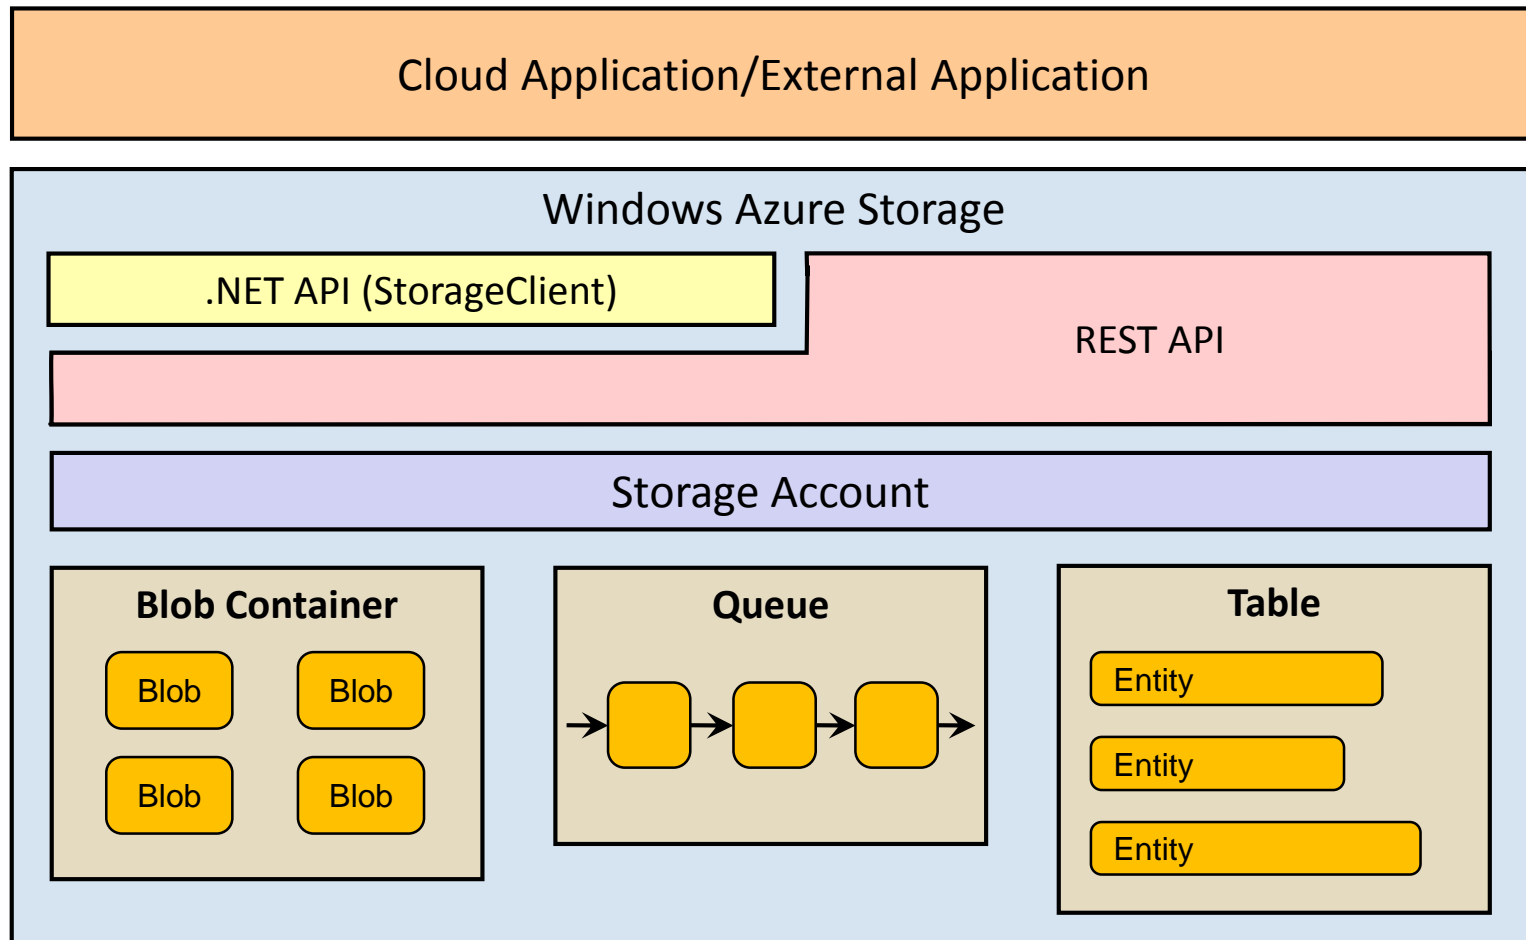 Cloud Application/External Application
Windows Azure Storage
.NET API (StorageClient)
REST API
Storage Account
Blob Container
Blob
Blob
Blob
Blob
Queue
Table
Entity
Entity
Entity